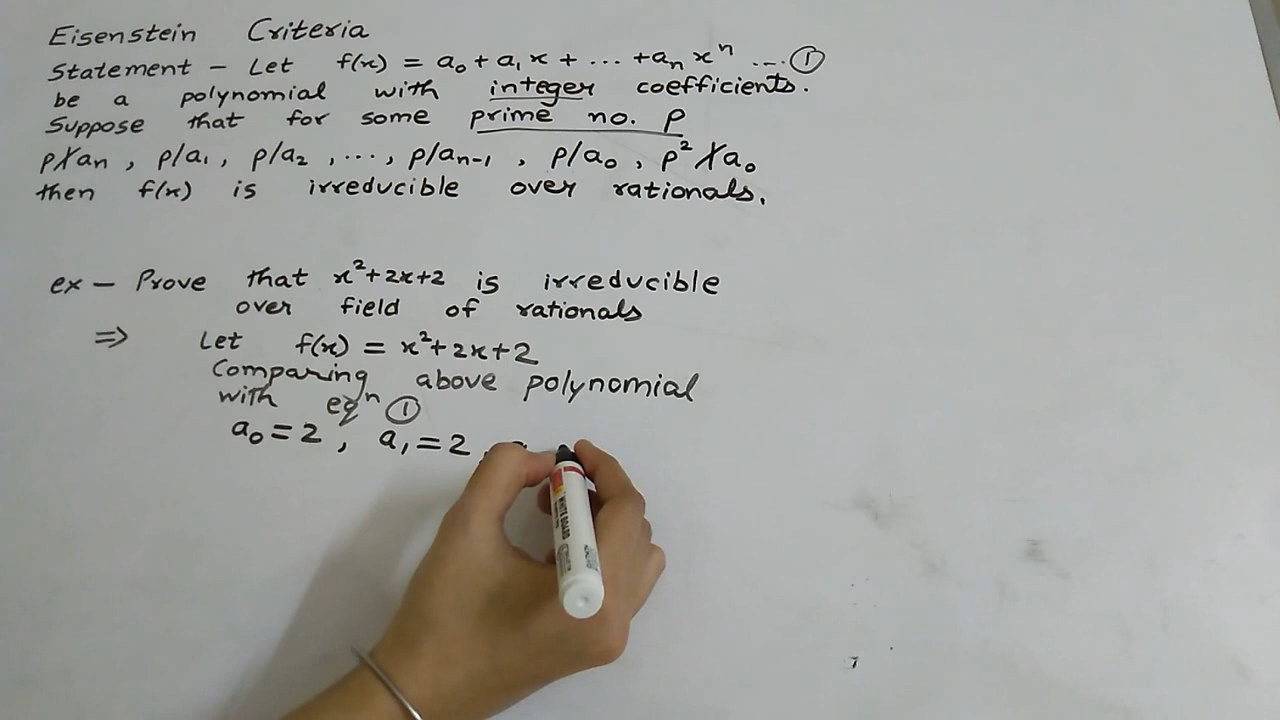 Eisenstein Criteria
Statement - Let f(x) = a₀ + a₁x + ... + aₙxⁿ ... ①
be a polynomial with integer coefficients.
Suppose that for some prime no. p
p∤aₙ, p/a₁, p/a₂, ..., p/aₙ₋₁, p/a₀, p²∤a₀
then f(x) is irreducible over rationals.
ex - Prove that x²+2x+2 is irreducible
over field of rationals
⇒ Let f(x) = x²+2x+2
Comparing above polynomial
with eqⁿ ①
a₀=2, a₁=2,
WHITE BOARD